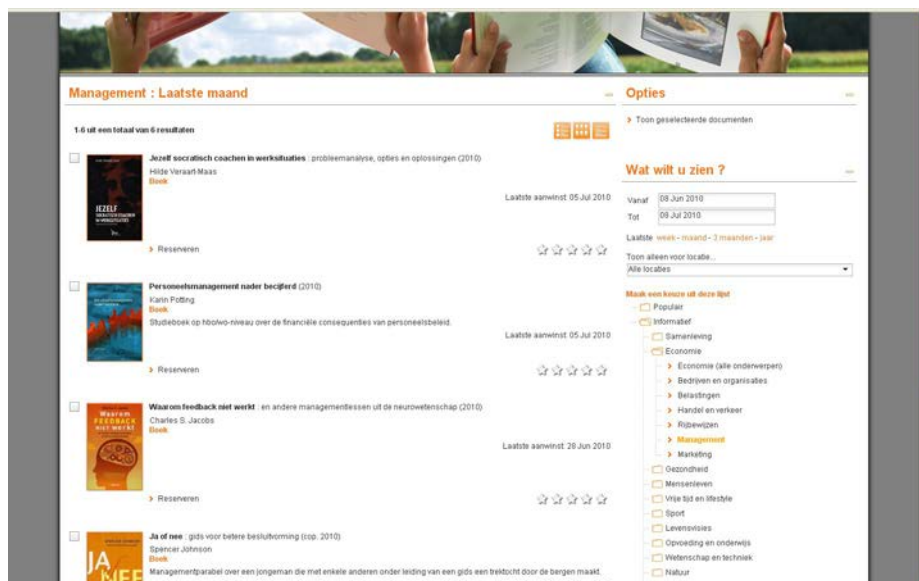 Management : Laatste maand
1-6 uit een totaal van 6 resultaten
Jezelf socratisch coachen in werksituaties : probleemanalyse, opties en oplossingen (2010)
Hilde Veraart-Maas
Boek
Laatste aanwinst: 05 Jul 2010
JEZELF
Reserveren
Personeelsmanagement nader becijferd (2010)
Karin Potting
Boek
Studieboek op hbo/wo-niveau over de financiële consequenties van personeelsbeleid.
Laatste aanwinst: 05 Jul 2010
Reserveren
Waarom feedback niet werkt : en andere managementlessen uit de neurowetenschap (2010)
Charles S. Jacobs
Boek
Waarom
FEEDBACK
NIET WERKT
Laatste aanwinst: 28 Jun 2010
Reserveren
Ja of nee : gids voor betere besluitvorming (cop. 2010)
Spencer Johnson
Boek
Managementparabel over een jongeman die met enkele anderen onder leiding van een gids een trektocht door de bergen maakt.
JA
NEE
Opties
Toon geselecteerde documenten
Wat wilt u zien ?
Vanaf 08 Jun 2010
Tot 08 Jul 2010
Laatste week - maand - 3 maanden - jaar
Toon alleen voor locatie...
Alle locaties
Maak een keuze uit deze lijst
Populair
Informatief
Samenleving
Economie
Economie (alle onderwerpen)
Bedrijven en organisaties
Belastingen
Handel en verkeer
Rijbewijzen
Management
Marketing
Gezondheid
Mensenleven
Vrije tijd en lifestyle
Sport
Levensvisies
Opvoeding en onderwijs
Wetenschap en techniek
Natuur